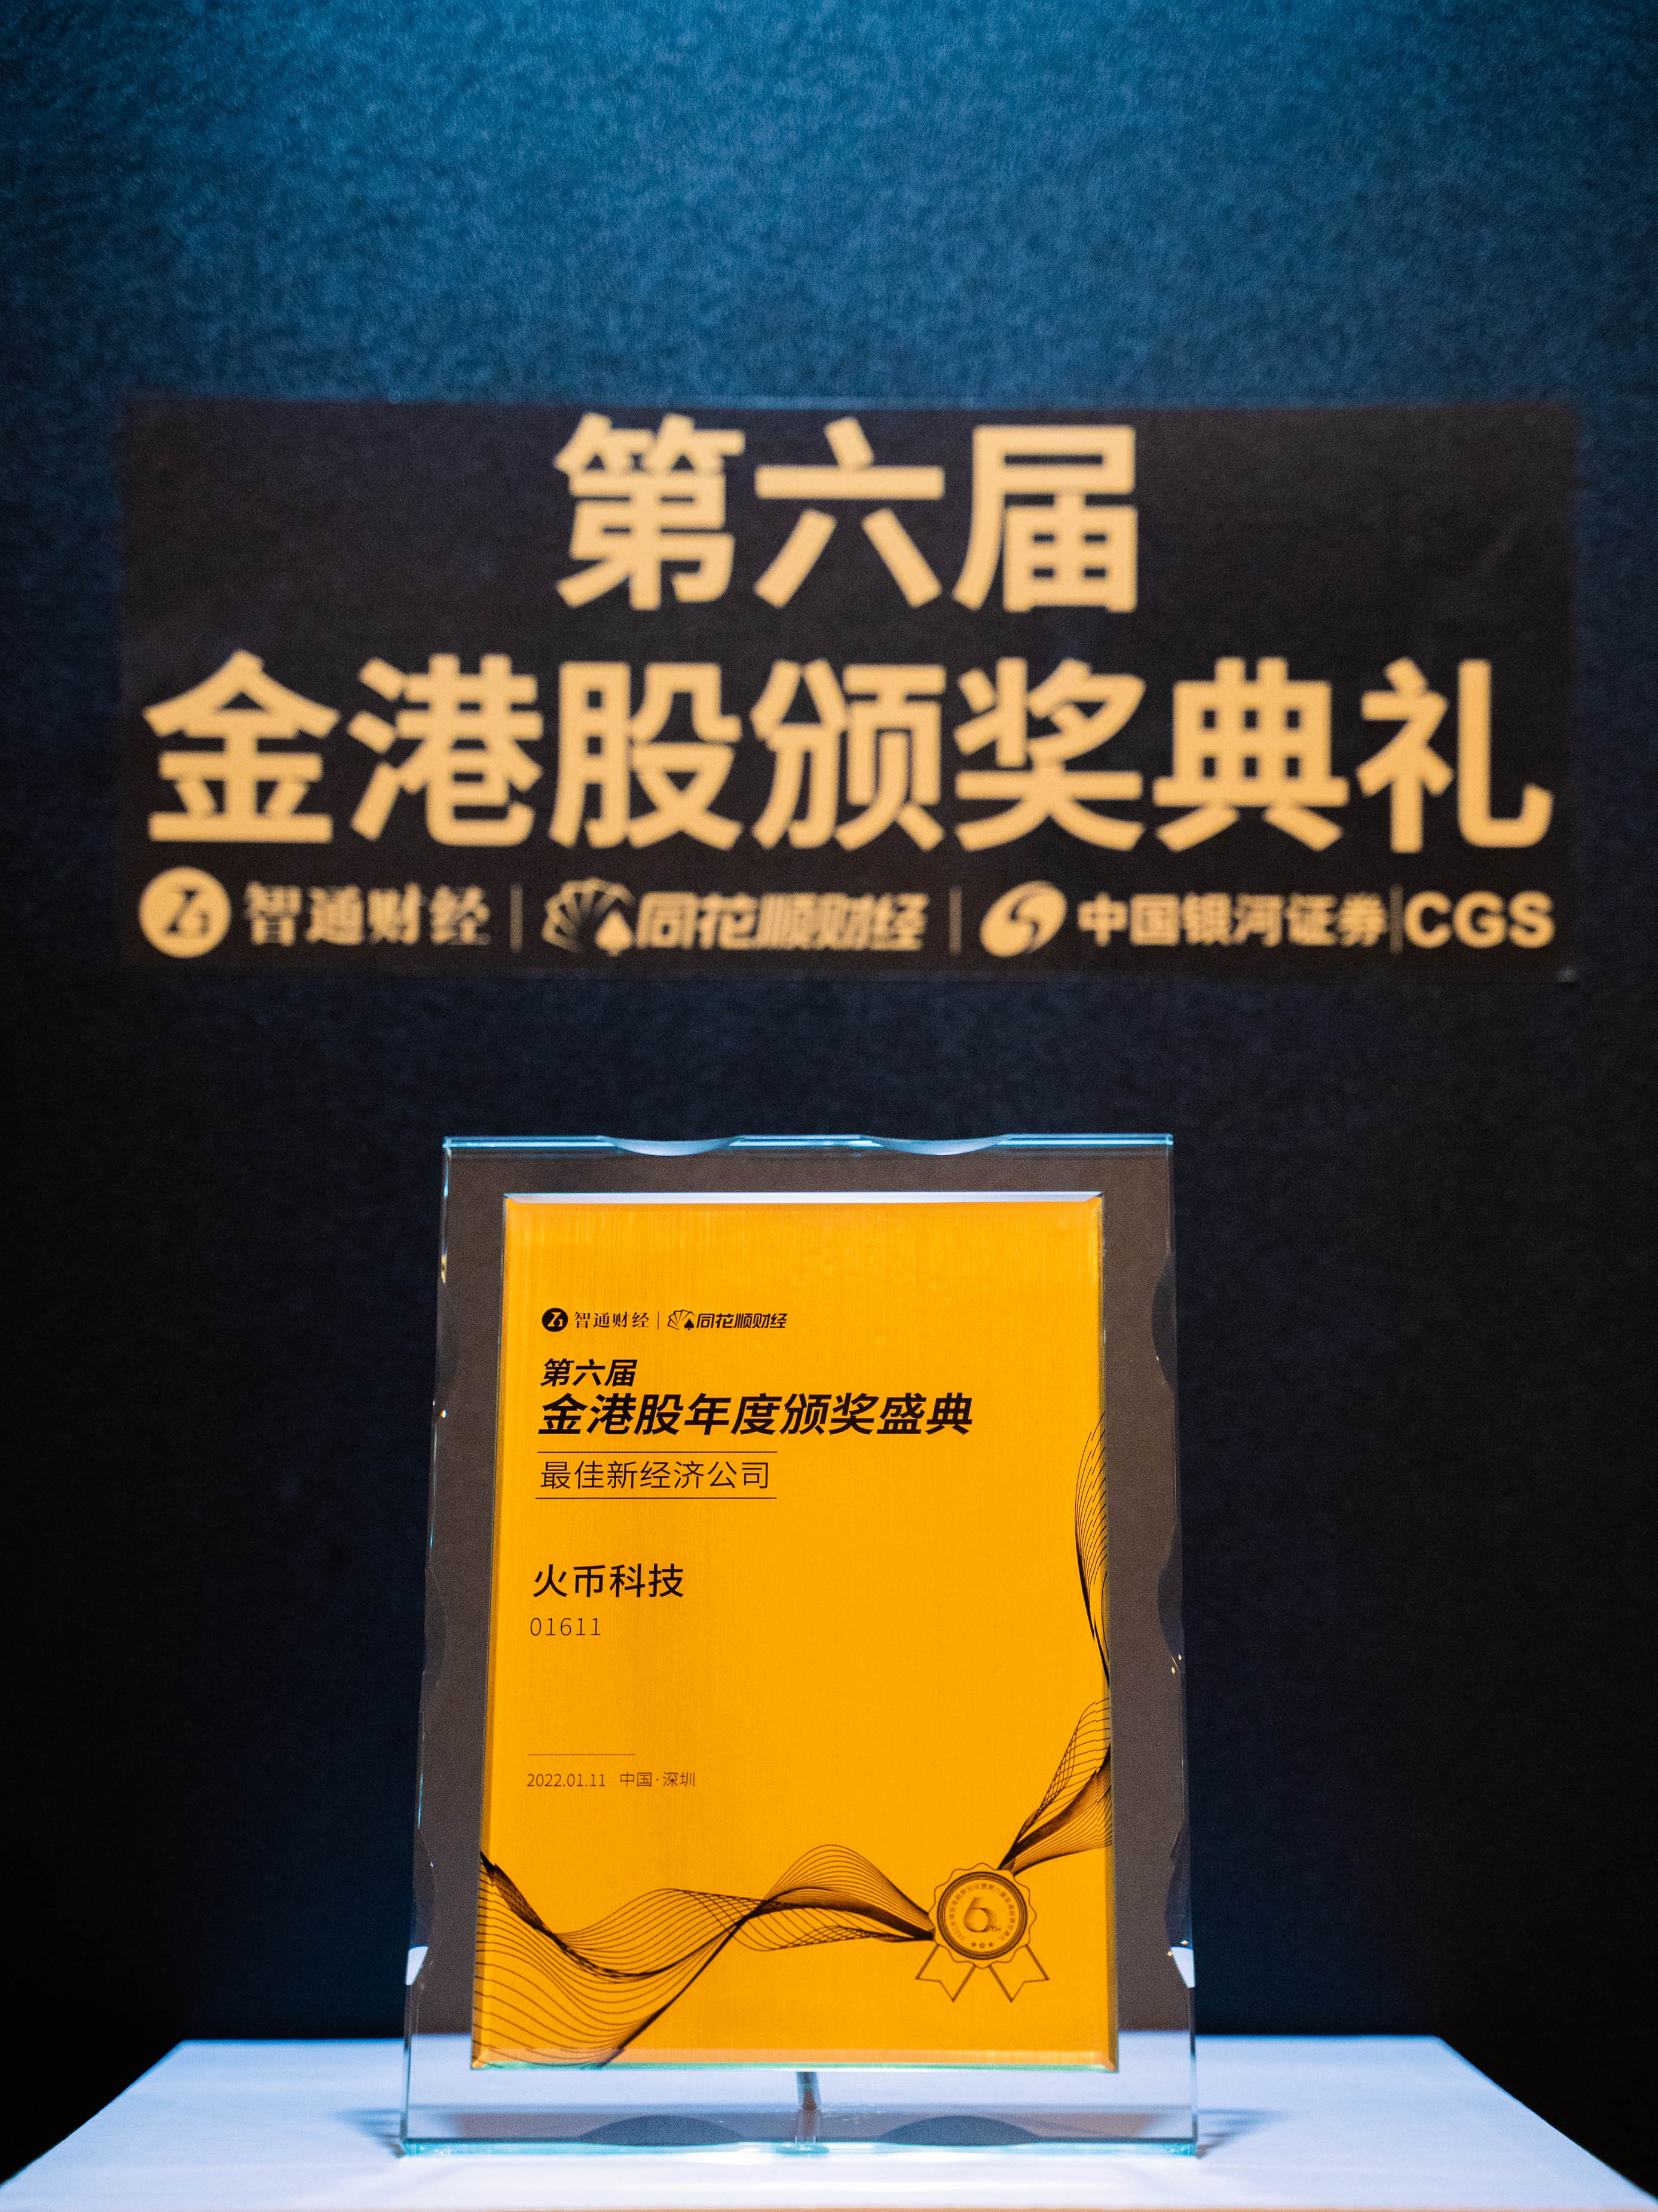 第六届
金港股颁奖典礼
智通财经 | 同花顺财经 | 中国银河证券|CGS
智通财经 | 同花顺财经
第六届
金港股年度颁奖盛典
最佳新经济公司
火币科技
01611
2022.01.11 中国·深圳
6TH